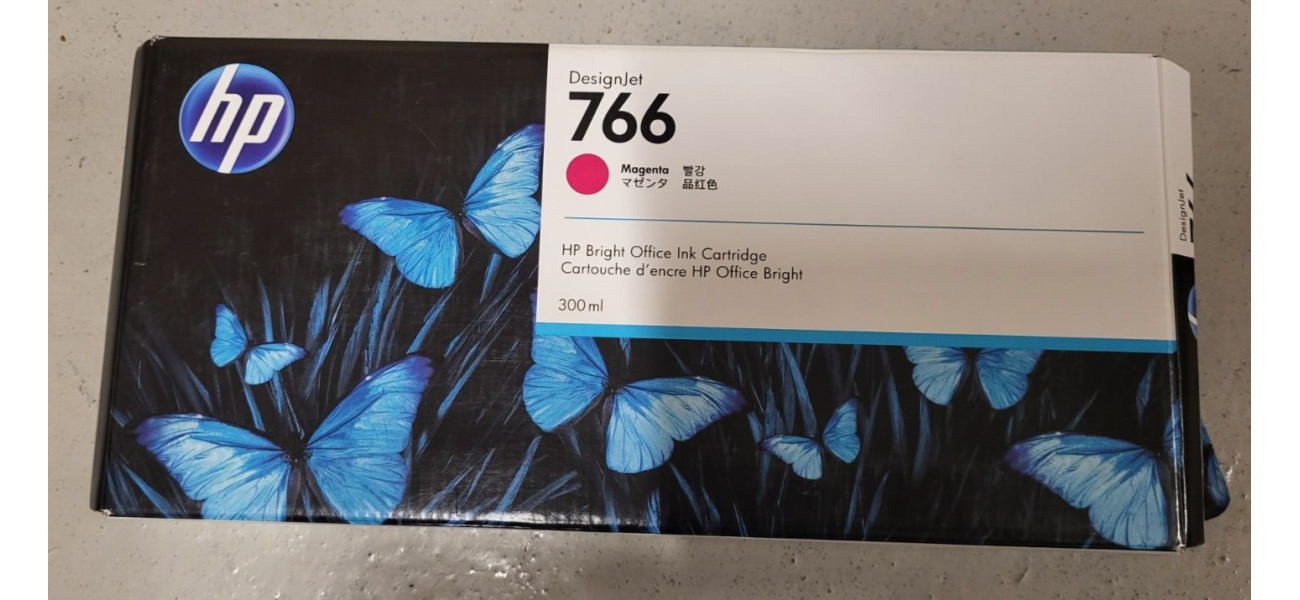 hp
DesignJet
766
Magenta 빨강
マゼンタ 品红色
HP Bright Office Ink Cartridge
Cartouche d'encre HP Office Bright
300 ml
DesignJet